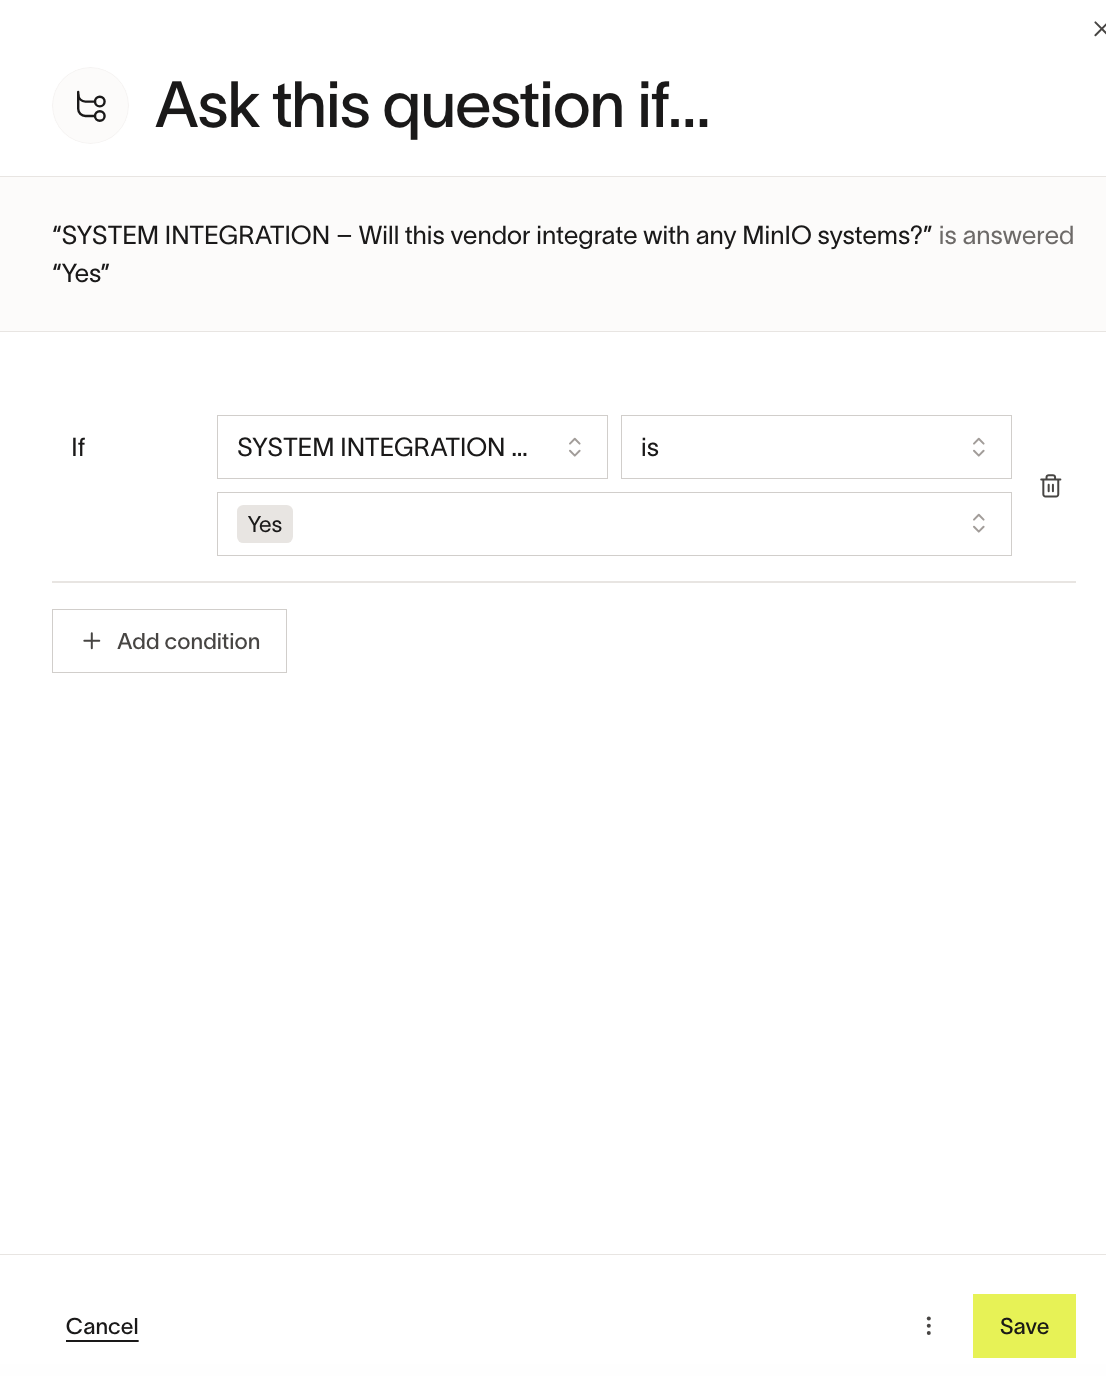 Ask this question if...
“SYSTEM INTEGRATION – Will this vendor integrate with any MinIO systems?” is answered
“Yes”
If
SYSTEM INTEGRATION ...
is
Yes
Add condition
Cancel
Save